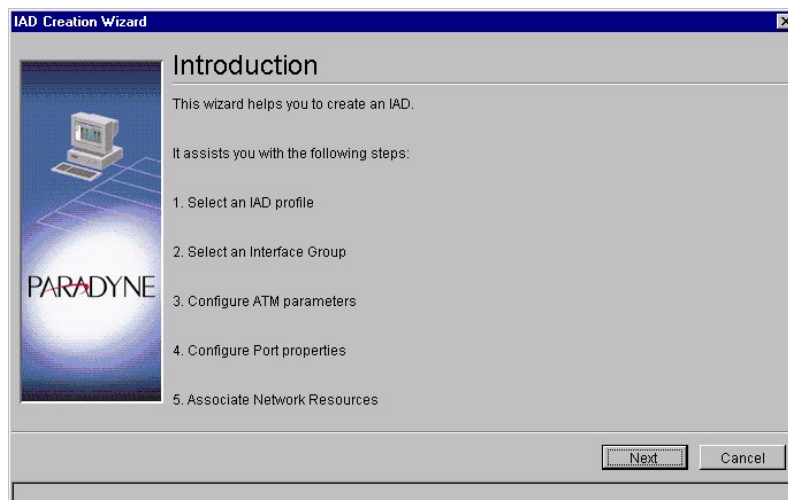 IAD Creation Wizard
Introduction
This wizard helps you to create an IAD.
It assists you with the following steps:
1. Select an IAD profile
2. Select an Interface Group
3. Configure ATM parameters
4. Configure Port properties
5. Associate Network Resources
PARADYNE
Next
Cancel